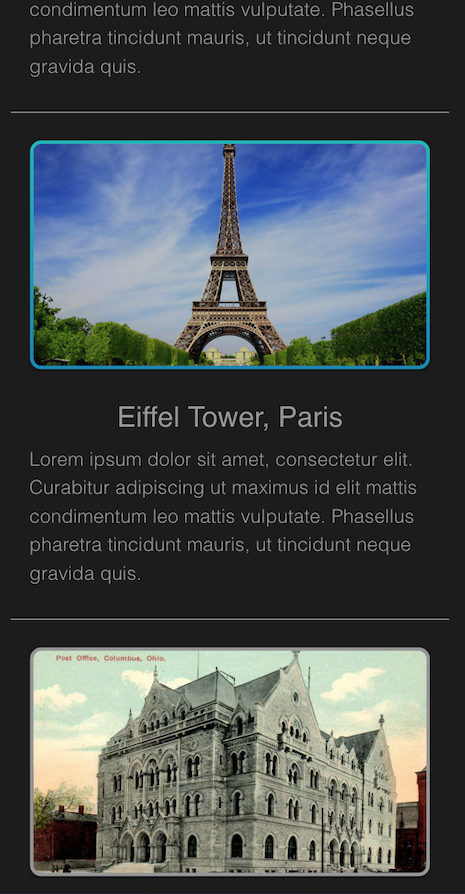 condimentum leo mattis vulputate. Phasellus
pharetra tincidunt mauris, ut tincidunt neque
gravida quis.
Eiffel Tower, Paris
Lorem ipsum dolor sit amet, consectetur elit.
Curabitur adipiscing ut maximus id elit mattis
condimentum leo mattis vulputate. Phasellus
pharetra tincidunt mauris, ut tincidunt neque
gravida quis.
Post Office, Columbus, Ohio.